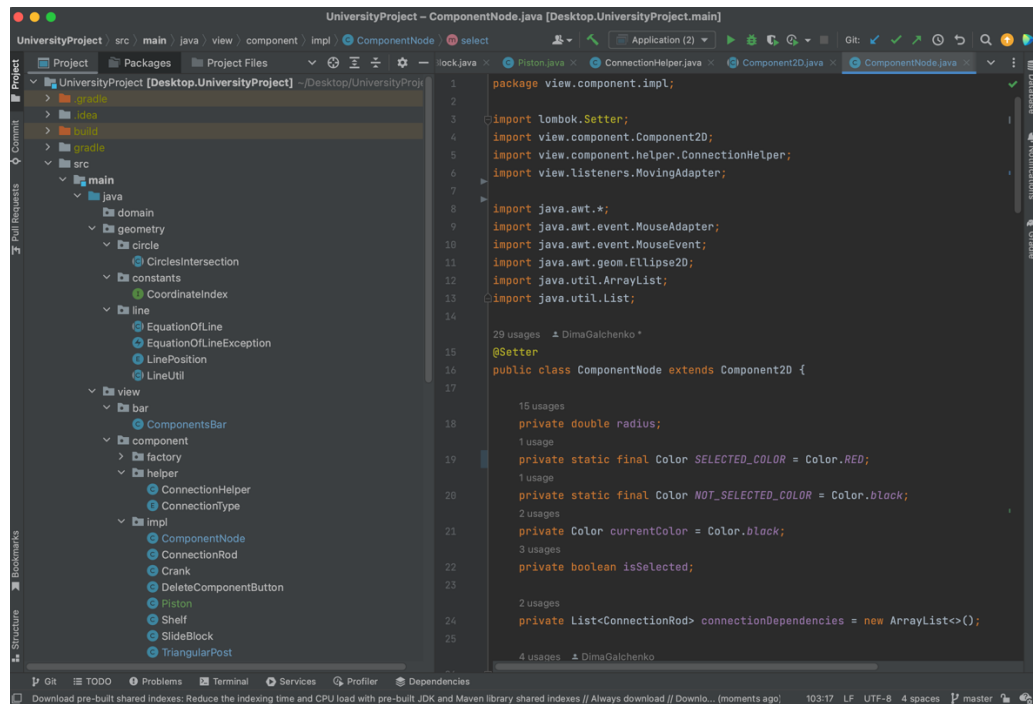 UniversityProject – ComponentNode.java [Desktop.UniversityProject.main]
UniversityProject src main java view component impl ComponentNode select
Application (2)
Git:
Project Packages Project Files
lock.java Piston.java ConnectionHelper.java Component2D.java ComponentNode.java
Project
Commit
Pull Requests
Bookmarks
Structure
UniversityProject [Desktop.UniversityProject] ~/Desktop/UniversityProje
.gradle
.idea
build
gradle
src
main
java
domain
geometry
circle
CirclesIntersection
constants
CoordinateIndex
line
EquationOfLine
EquationOfLineException
LinePosition
LineUtil
view
bar
ComponentsBar
component
factory
helper
ConnectionHelper
ConnectionType
impl
ComponentNode
ConnectionRod
Crank
DeleteComponentButton
Piston
Shelf
SlideBlock
TriangularPost
1 package view.component.impl;
2
3 import lombok.Setter;
4 import view.component.Component2D;
5 import view.component.helper.ConnectionHelper;
6 import view.listeners.MovingAdapter;
7
8 import java.awt.*;
9 import java.awt.event.MouseAdapter;
10 import java.awt.event.MouseEvent;
11 import java.awt.geom.Ellipse2D;
12 import java.util.ArrayList;
13 import java.util.List;
14
29 usages DimaGalchenko *
15 @Setter
16 public class ComponentNode extends Component2D {
17
15 usages
18 private double radius;
1 usage
19 private static final Color SELECTED_COLOR = Color.RED;
1 usage
20 private static final Color NOT_SELECTED_COLOR = Color.black;
2 usages
21 private Color currentColor = Color.black;
3 usages
22 private boolean isSelected;
23
2 usages
24 private List<ConnectionRod> connectionDependencies = new ArrayList<>();
25
4 usages DimaGalchenko
Database
Notifications
Gradle
Git TODO Problems Terminal Services Profiler Dependencies
Download pre-built shared indexes: Reduce the indexing time and CPU load with pre-built JDK and Maven library shared indexes // Always download // Downlo... (moments ago) 103:17 LF UTF-8 4 spaces master